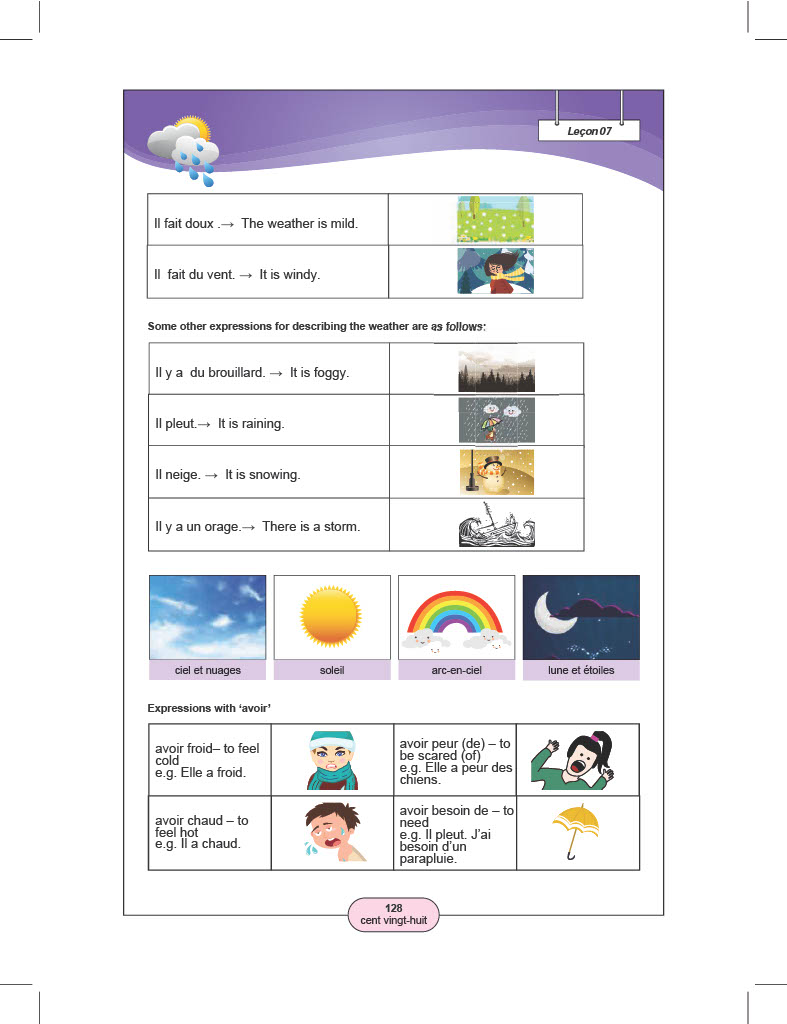 Leçon 07
Il fait doux .→ The weather is mild.
Il fait du vent. → It is windy.
Some other expressions for describing the weather are as follows:
Il y a du brouillard. → It is foggy.
Il pleut.→ It is raining.
Il neige. → It is snowing.
Il y a un orage.→ There is a storm.
ciel et nuages
soleil
arc-en-ciel
lune et étoiles
Expressions with ‘avoir’
avoir froid– to feel
cold
e.g. Elle a froid.
avoir peur (de) – to
be scared (of)
e.g. Elle a peur des
chiens.
avoir chaud – to
feel hot
e.g. Il a chaud.
avoir besoin de – to
need
e.g. Il pleut. J’ai
besoin d’un
parapluie.
128
cent vingt-huit